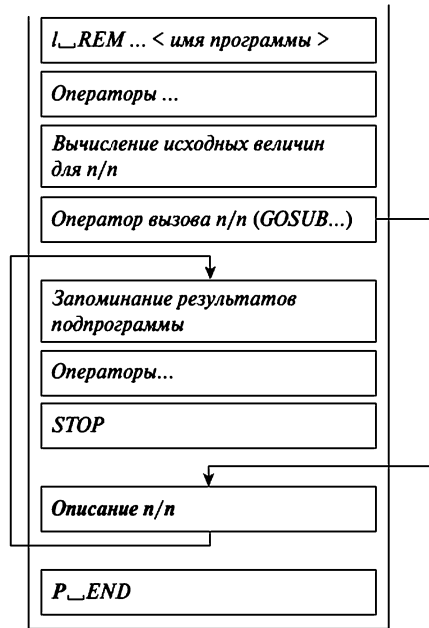 l⎵REM ... < имя программы >
Операторы ...
Вычисление исходных величин
для п/п
Оператор вызова п/п (GOSUB...)
Запоминание результатов
подпрограммы
Операторы...
STOP
Описание п/п
P⎵END